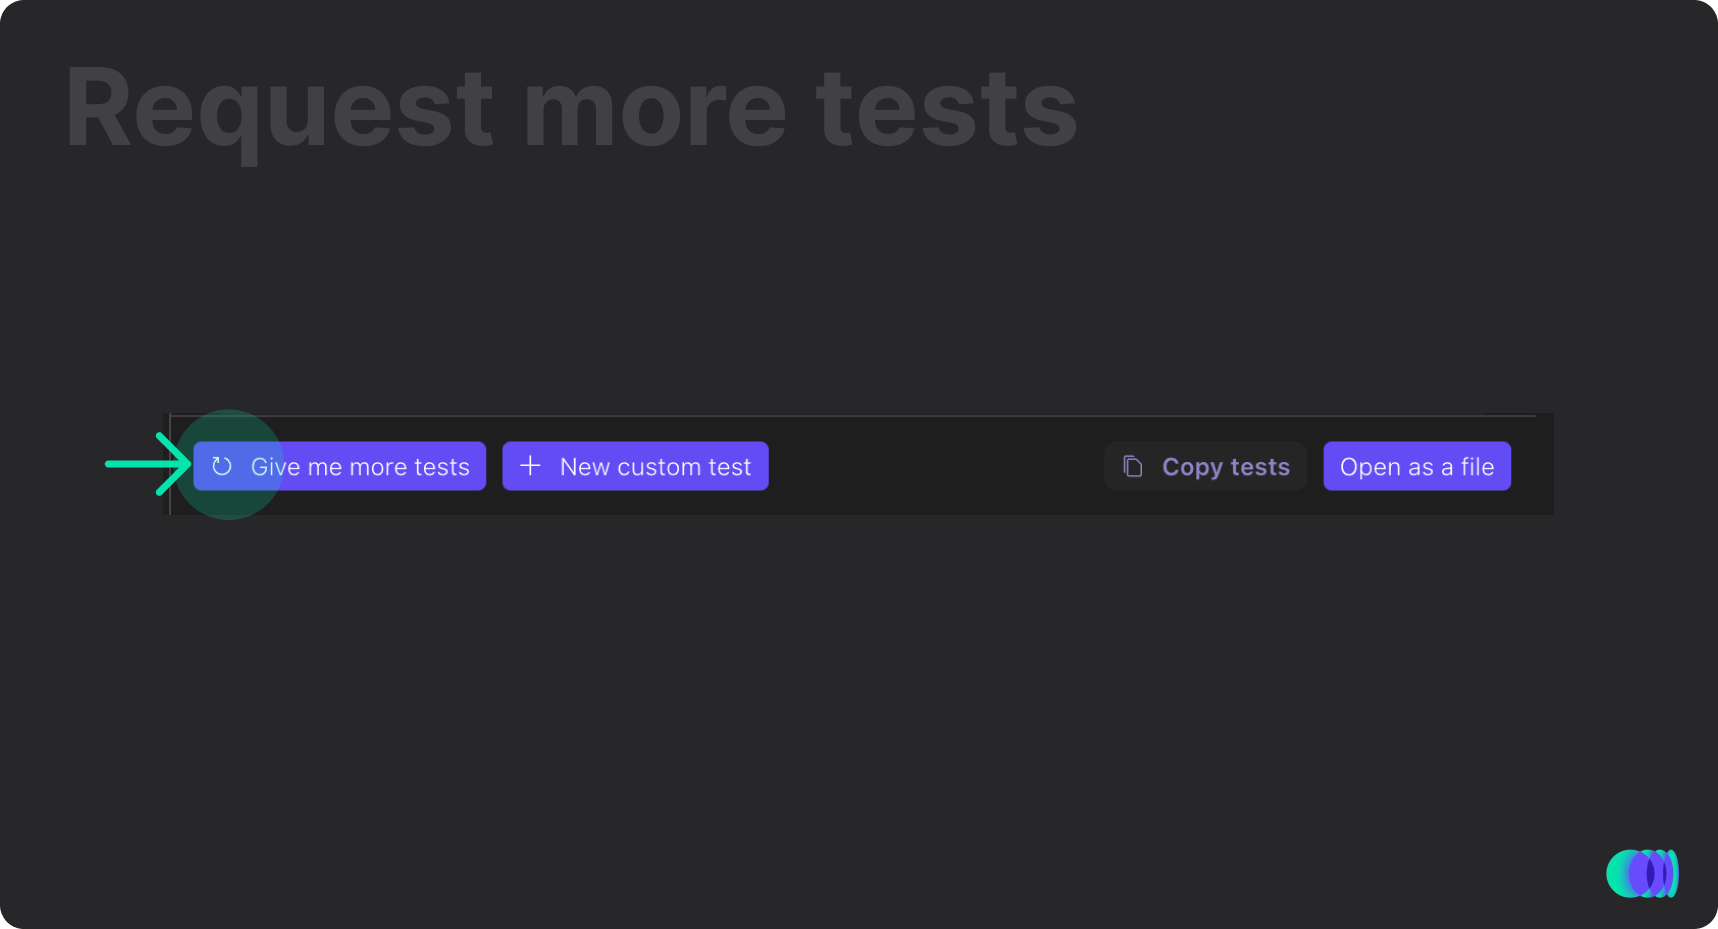 Request more tests
Give me more tests
New custom test
Copy tests
Open as a file